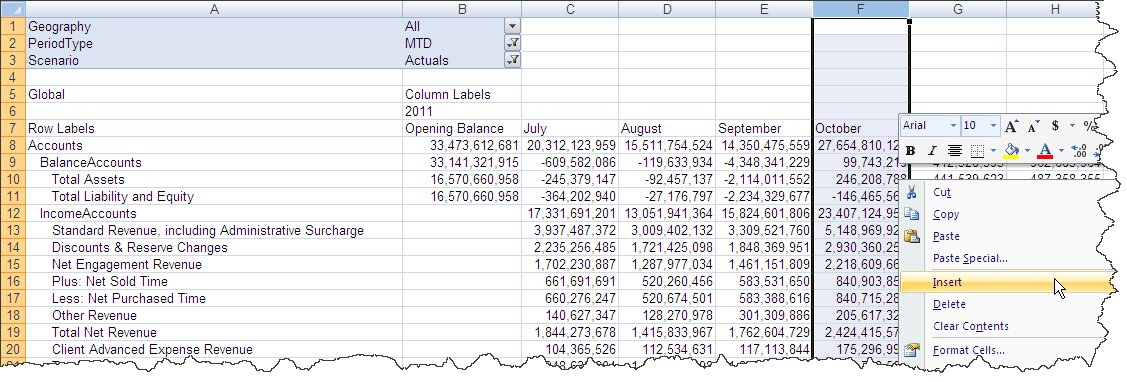 A B C D E F G H
1 Geography All
2 PeriodType MTD
3 Scenario Actuals
4
5 Global Column Labels
6 2011
7 Row Labels Opening Balance July August September October
8 Accounts 33,473,612,681 20,312,123,959 15,511,754,524 14,350,475,559 27,654,810,12
9 BalanceAccounts 33,141,321,915 -609,582,086 -119,633,934 -4,348,341,229 99,743,21
10 Total Assets 16,570,660,958 -245,379,147 -92,457,137 -2,114,011,552 246,208,78 441,539,623 487,358,355
11 Total Liability and Equity 16,570,660,958 -364,202,940 -27,176,797 -2,234,329,677 -146,465,56
12 IncomeAccounts 17,331,691,201 13,051,941,364 15,824,601,806 23,407,124,95
13 Standard Revenue, including Administrative Surcharge 3,937,487,372 3,009,402,132 3,309,521,760 5,148,969,92
14 Discounts & Reserve Changes 2,235,256,485 1,721,425,098 1,848,369,951 2,930,360,25
15 Net Engagement Revenue 1,702,230,887 1,287,977,034 1,461,151,809 2,218,609,66
16 Plus: Net Sold Time 661,691,691 520,260,456 583,531,650 840,903,85
17 Less: Net Purchased Time 660,276,247 520,674,501 583,388,616 840,715,28
18 Other Revenue 140,627,347 128,270,978 301,309,886 205,617,32
19 Total Net Revenue 1,844,273,678 1,415,833,967 1,762,604,729 2,424,415,57
20 Client Advanced Expense Revenue 104,365,526 112,534,631 117,113,844 175,296,99
Arial 10 A A $ %
B I A .00
Cut
Copy
Paste
Paste Special...
Insert
Delete
Clear Contents
Format Cells...